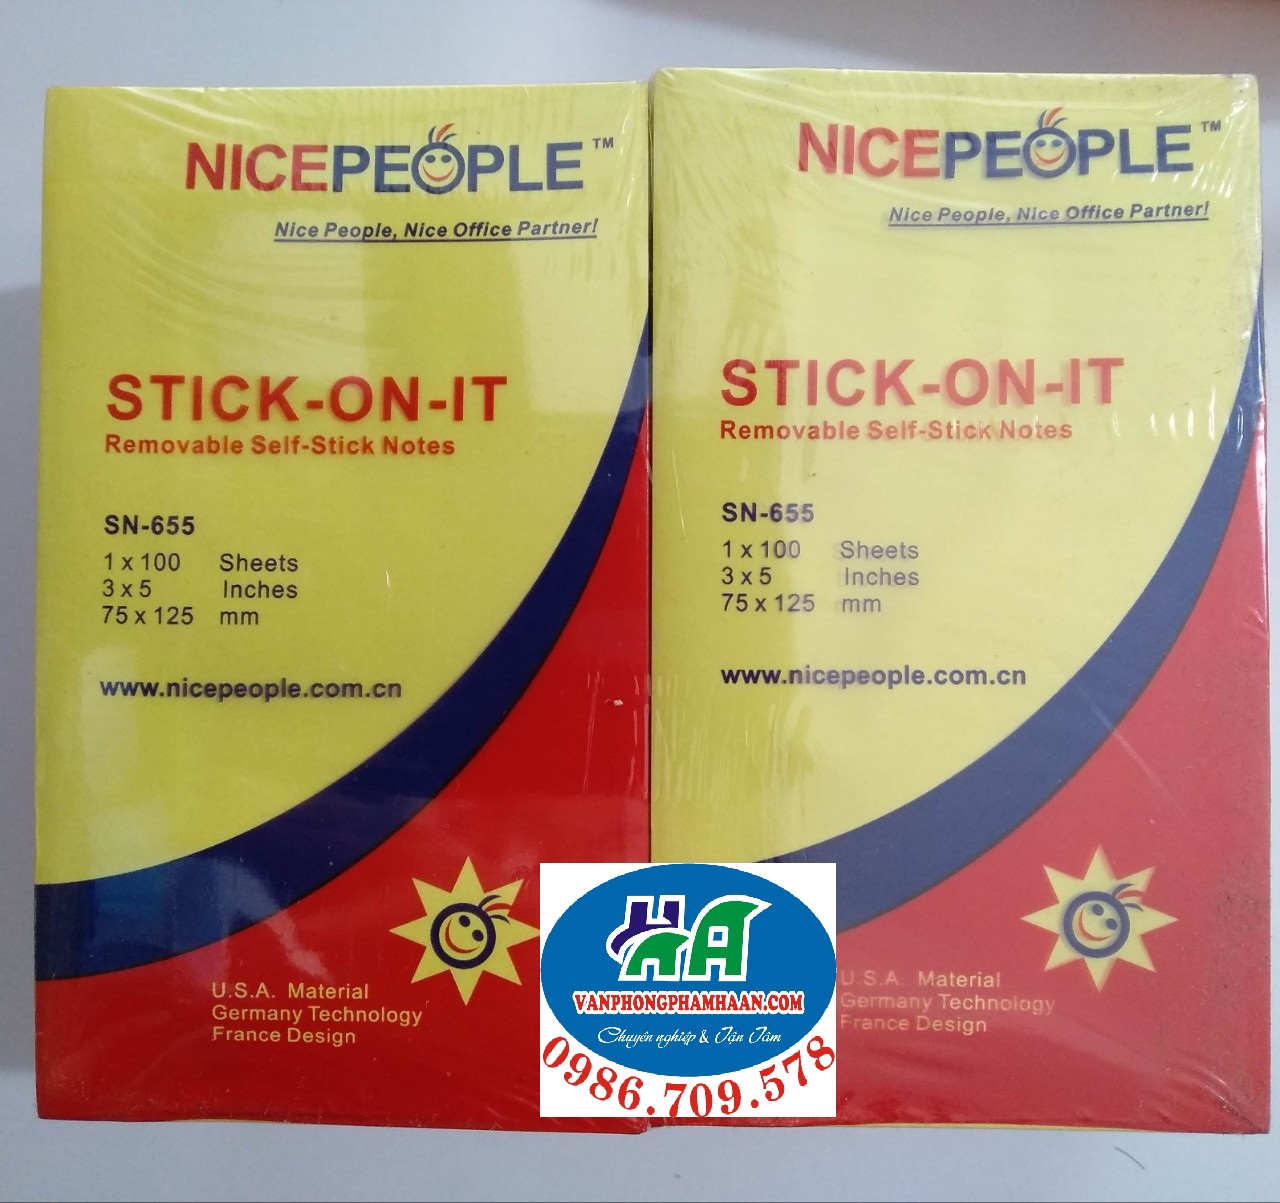 NICEPEOPLE™
Nice People, Nice Office Partner!
STICK-ON-IT
Removable Self-Stick Notes
SN-655
1 x 100 Sheets
3 x 5 Inches
75 x 125 mm
www.nicepeople.com.cn
U.S.A. Material
Germany Technology
France Design
NICEPEOPLE™
Nice People, Nice Office Partner!
STICK-ON-IT
Removable Self-Stick Notes
SN-655
1 x 100 Sheets
3 x 5 Inches
75 x 125 mm
www.nicepeople.com.cn
U.S.A. Material
Germany Technology
France Design
HA
VANPHONGPHAMHAAN.COM
Chuyên nghiệp & Tận Tâm
0986.709.578